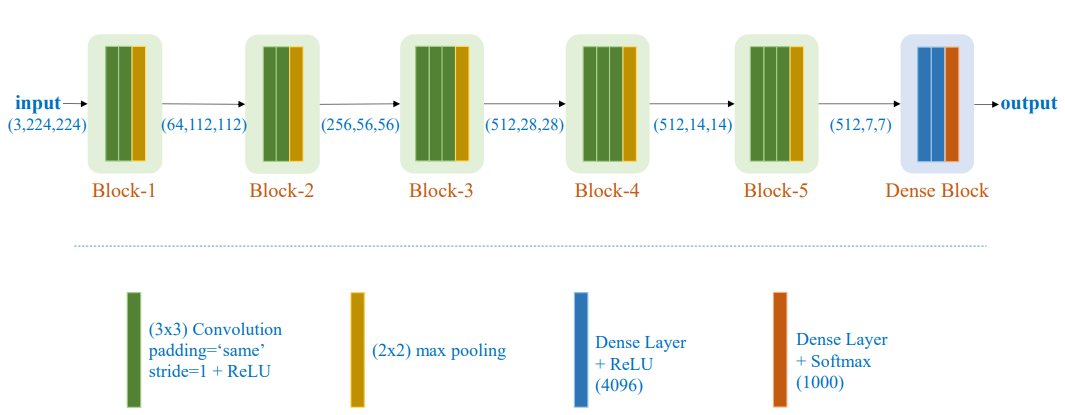 input
output
(3,224,224)
(64,112,112)
(256,56,56)
(512,28,28)
(512,14,14)
(512,7,7)
Block-1
Block-2
Block-3
Block-4
Block-5
Dense Block
(3x3) Convolution
padding=‘same’
stride=1 + ReLU
(2x2) max pooling
Dense Layer
+ ReLU
(4096)
Dense Layer
+ Softmax
(1000)